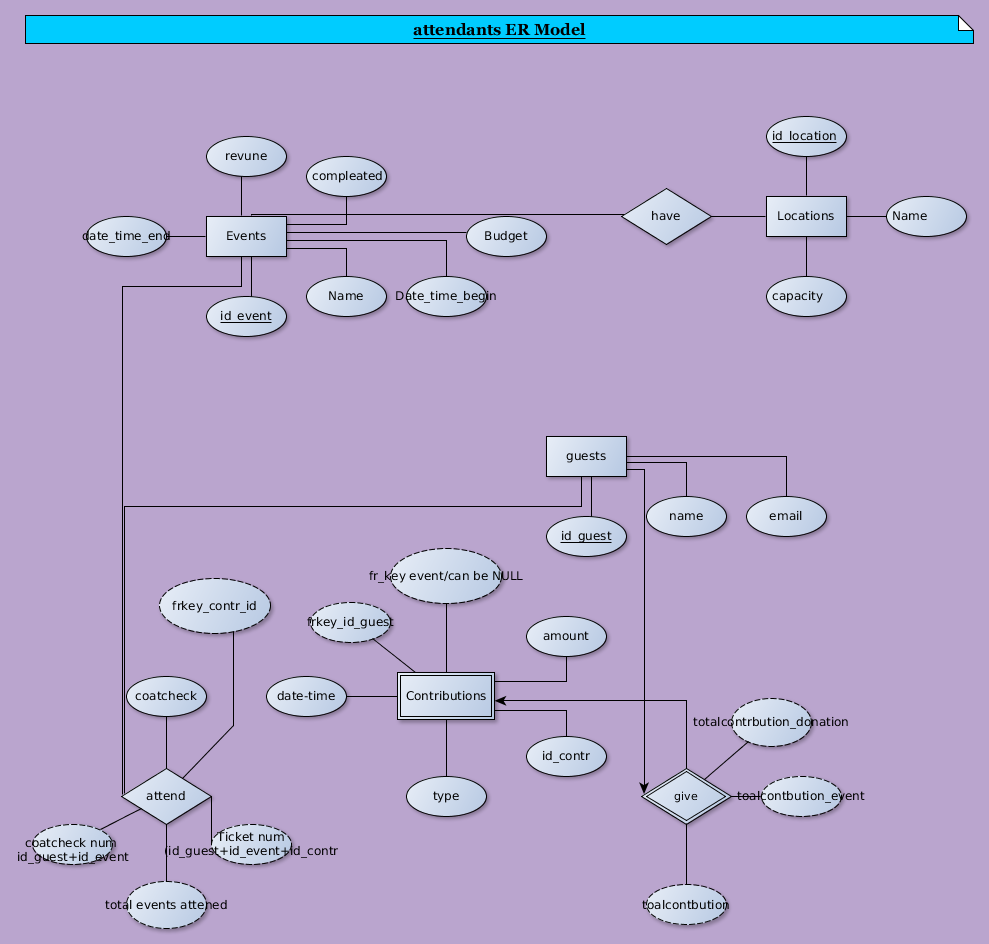 attendants ER Model
id_location
revune
compleated
have
Locations
Name
date_time_end
Events
Budget
Name
Date_time_begin
capacity
id_event
guests
id_guest
name
email
fr_key event/can be NULL
frkey_contr_id
frkey_id_guest
amount
coatcheck
date-time
Contributions
totalcontrbution_donation
id_contr
attend
type
give
toalcontbution_event
coatcheck num
id_guest+id_event
Ticket num
(id_guest+id_event+id_contr
total events attened
toalcontbution